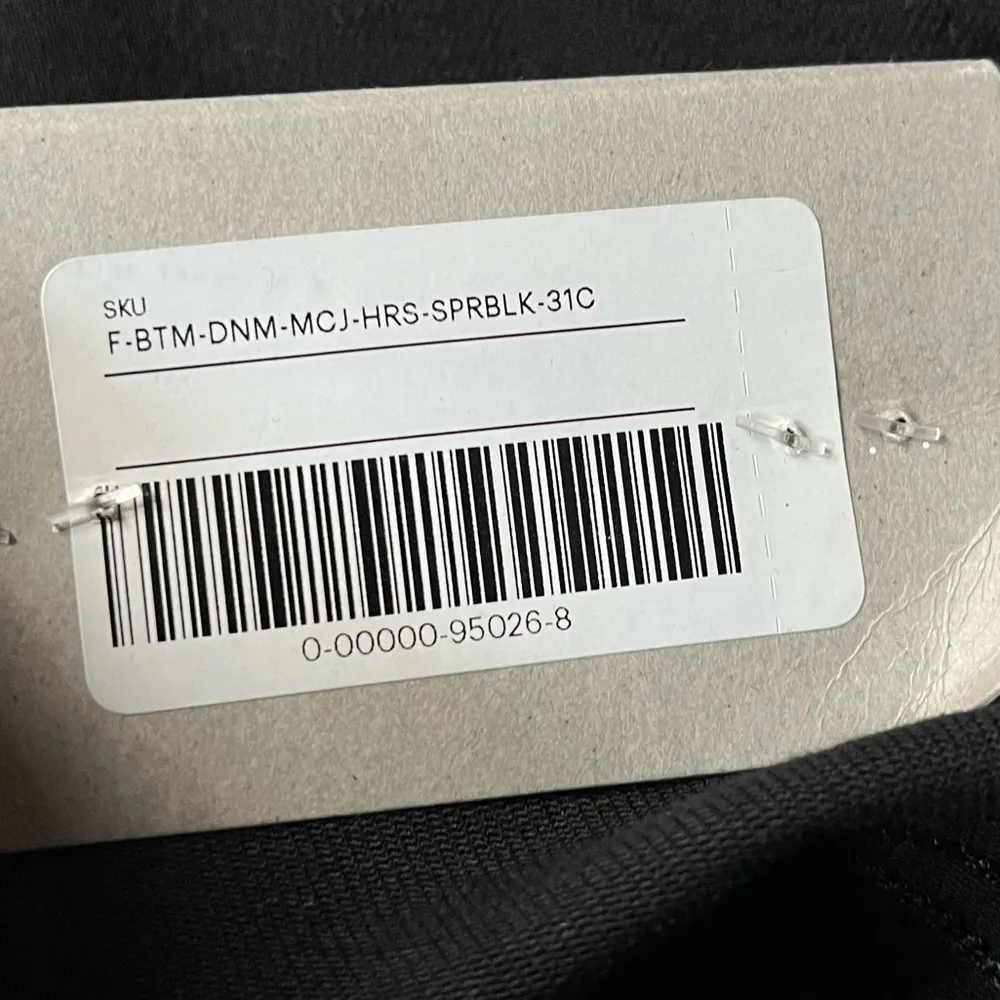 SKU
F-BTM-DNM-MCJ-HRS-SPRBLK-31C
0-00000-95026-8